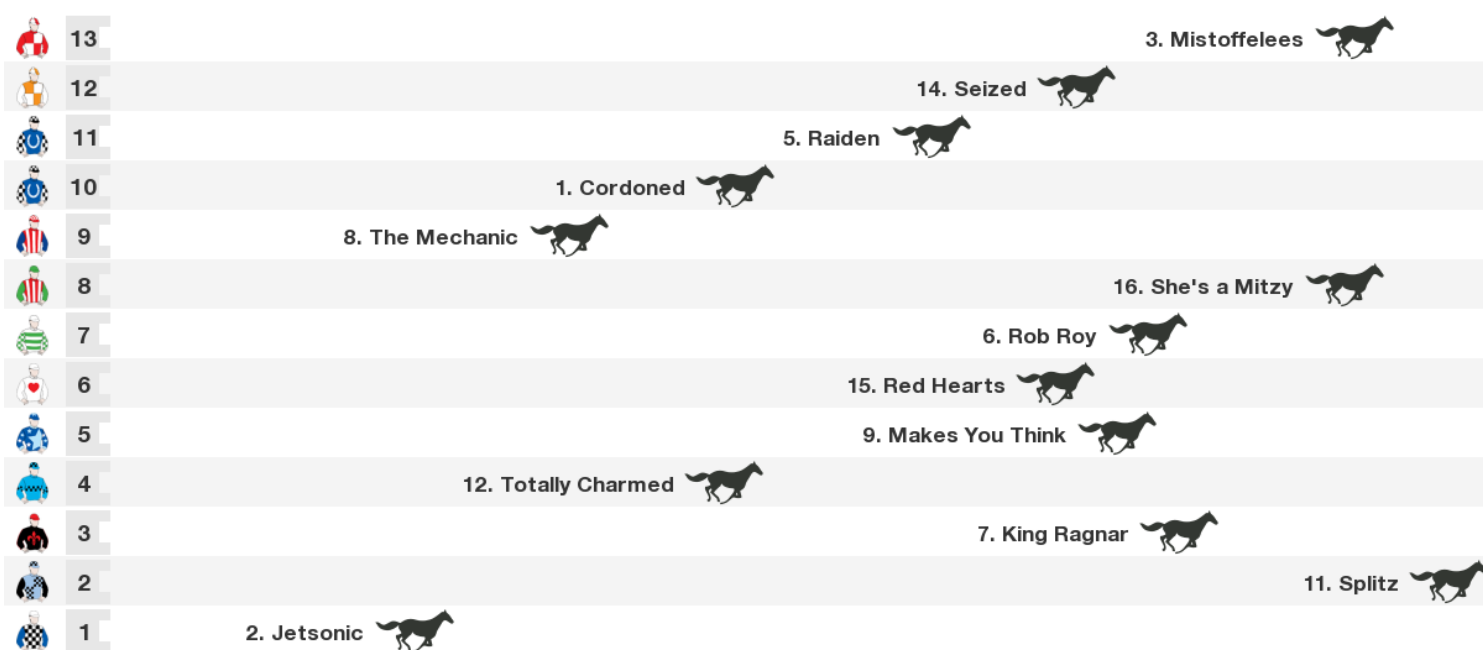 13 3. Mistoffelees
12 14. Seized
11 5. Raiden
10 1. Cordoned
9 8. The Mechanic
8 16. She's a Mitzy
7 6. Rob Roy
6 15. Red Hearts
5 9. Makes You Think
4 12. Totally Charmed
3 7. King Ragnar
2 11. Splitz
1 2. Jetsonic